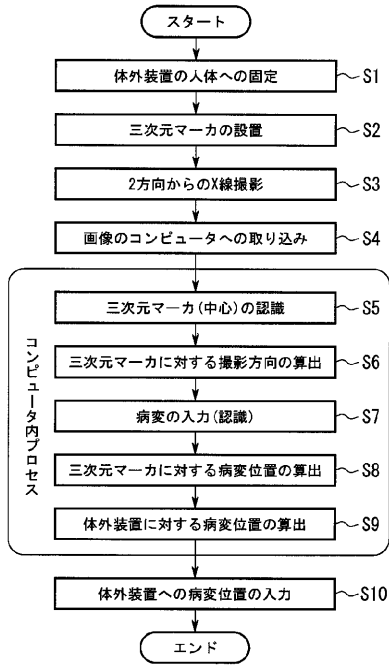 スタート
体外装置の人体への固定
S1
三次元マーカの設置
S2
2方向からのX線撮影
S3
画像のコンピュータへの取り込み
S4
コンピュータ内プロセス
三次元マーカ(中心)の認識
S5
三次元マーカに対する撮影方向の算出
S6
病変の入力(認識)
S7
三次元マーカに対する病変位置の算出
S8
体外装置に対する病変位置の算出
S9
体外装置への病変位置の入力
S10
エンド